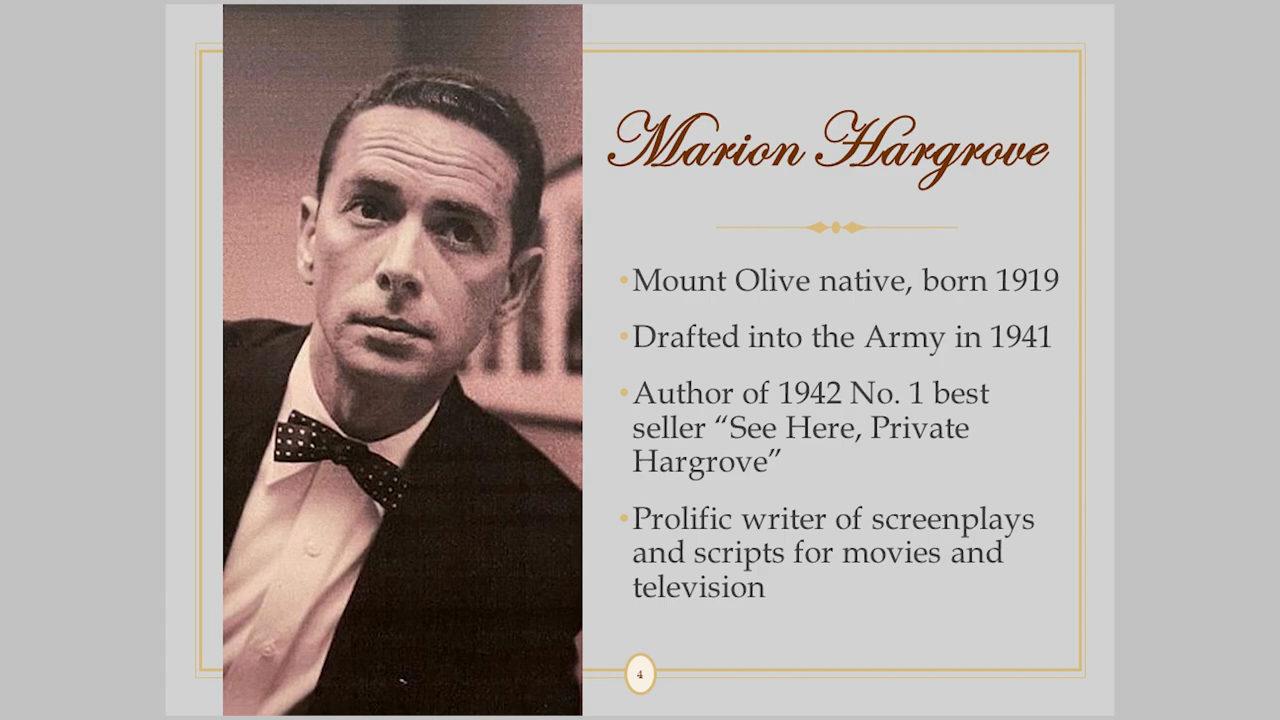 Marion Hargrove
•Mount Olive native, born 1919
•Drafted into the Army in 1941
•Author of 1942 No. 1 best
seller “See Here, Private
Hargrove”
•Prolific writer of screenplays
and scripts for movies and
television
4